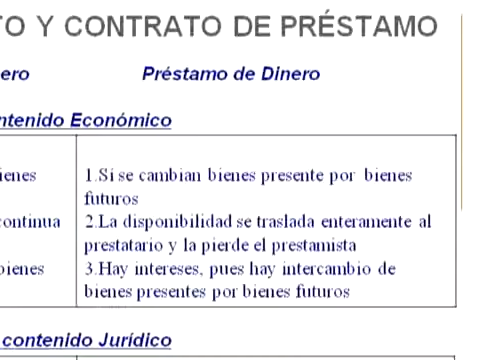 TO Y CONTRATO DE PRÉSTAMO
ero Préstamo de Dinero
ntenido Económico
ienes 1.Si se cambian bienes presente por bienes
futuros
continua 2.La disponibilidad se traslada enteramente al
prestatario y la pierde el prestamista
bienes 3.Hay intereses, pues hay intercambio de
bienes presentes por bienes futuros
contenido Jurídico